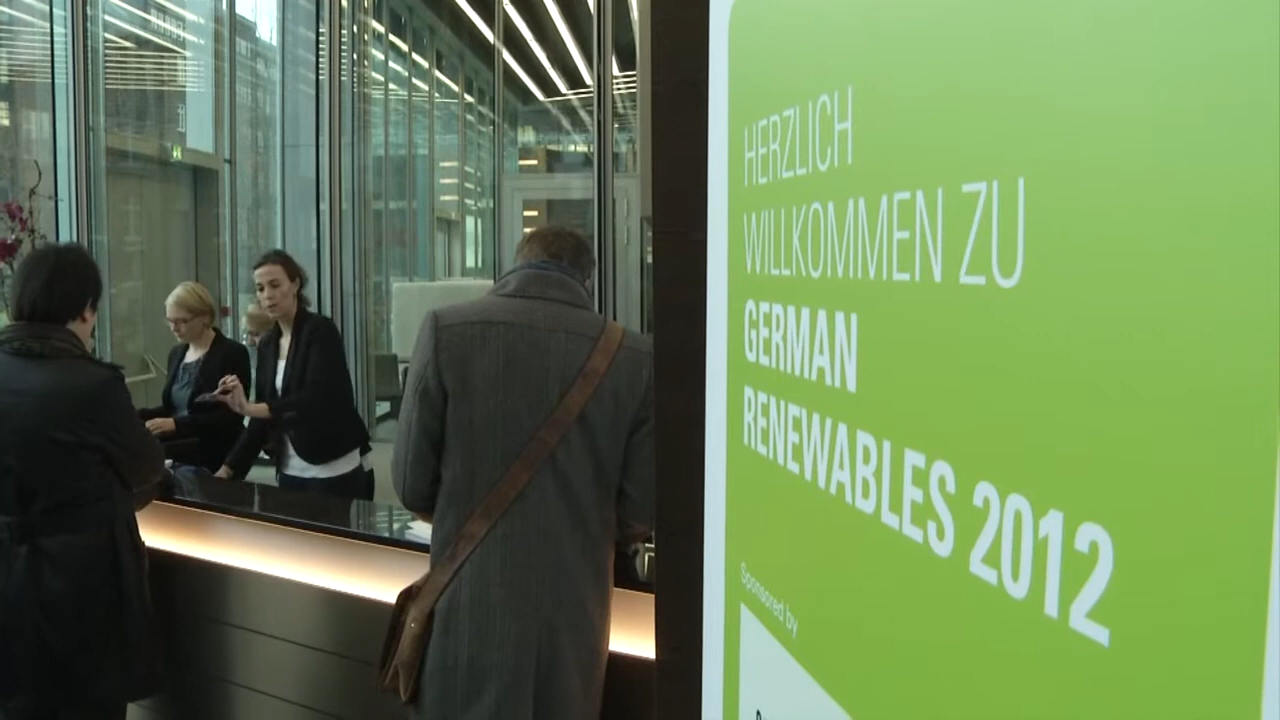 HERZLICH
WILLKOMMEN ZU
GERMAN
RENEWABLES 2012
Sponsored by